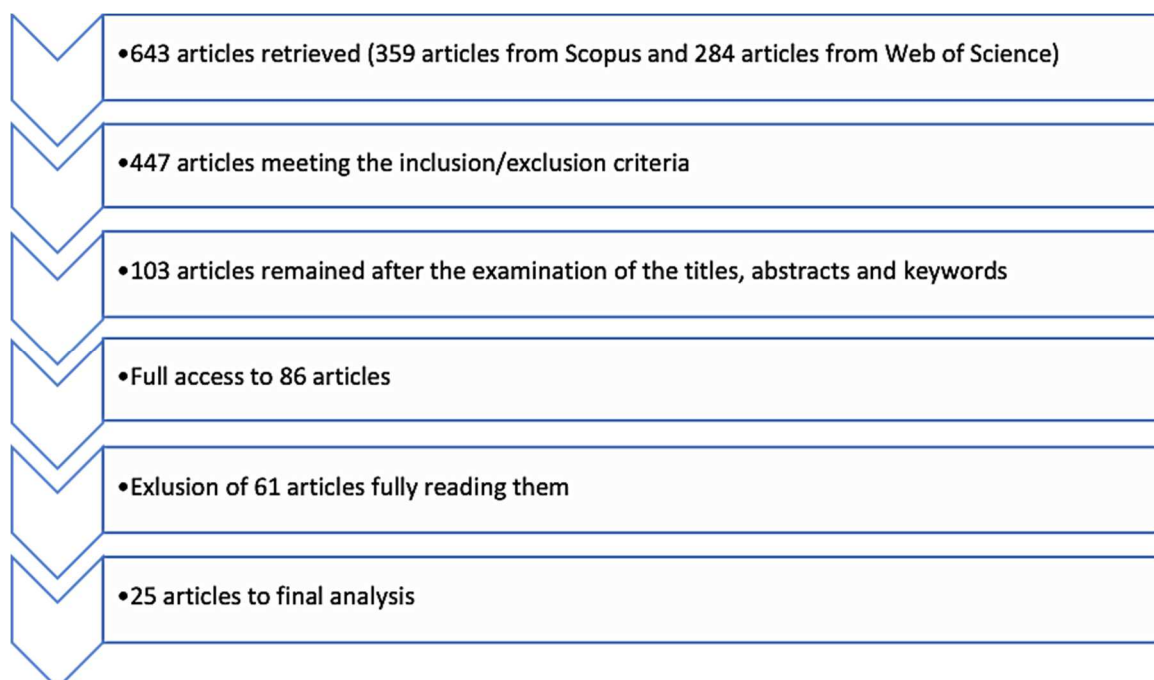 •643 articles retrieved (359 articles from Scopus and 284 articles from Web of Science)
•447 articles meeting the inclusion/exclusion criteria
•103 articles remained after the examination of the titles, abstracts and keywords
•Full access to 86 articles
•Exlusion of 61 articles fully reading them
•25 articles to final analysis